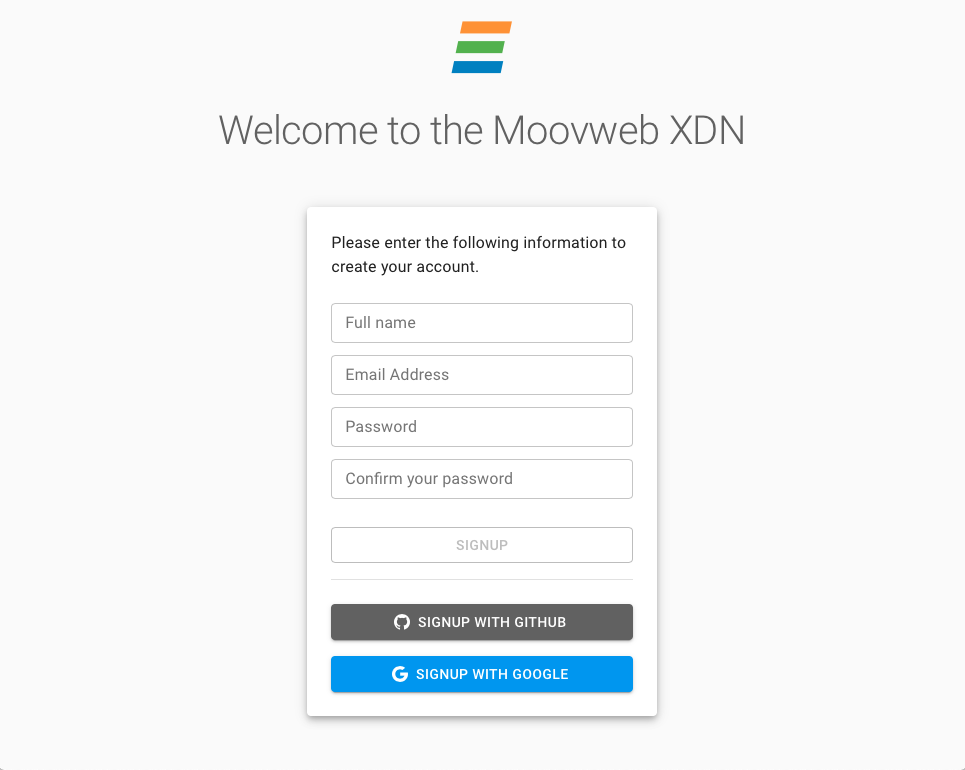 Welcome to the Moovweb XDN
Please enter the following information to
create your account.
Full name
Email Address
Password
Confirm your password
SIGNUP
SIGNUP WITH GITHUB
SIGNUP WITH GOOGLE